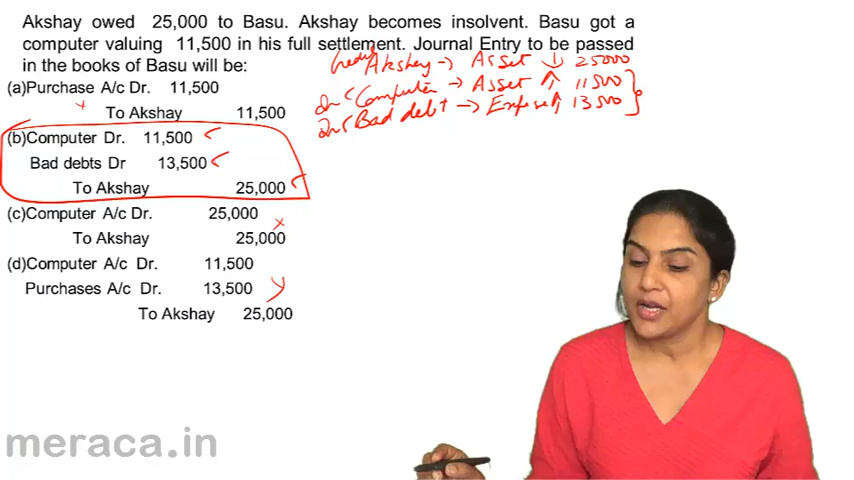 Akshay owed 25,000 to Basu. Akshay becomes insolvent. Basu got a
computer valuing 11,500 in his full settlement. Journal Entry to be passed
in the books of Basu will be:
Credit Akshay → Asset ↓ 25000
Dr Computer → Asset ↑ 11500
Dr Bad debt → Expense↑ 13500
(a)Purchase A/c Dr. 11,500
To Akshay 11,500
(b)Computer Dr. 11,500
Bad debts Dr 13,500
To Akshay 25,000
(c)Computer A/c Dr. 25,000
To Akshay 25,000
(d)Computer A/c Dr. 11,500
Purchases A/c Dr. 13,500
To Akshay 25,000
meraca.in